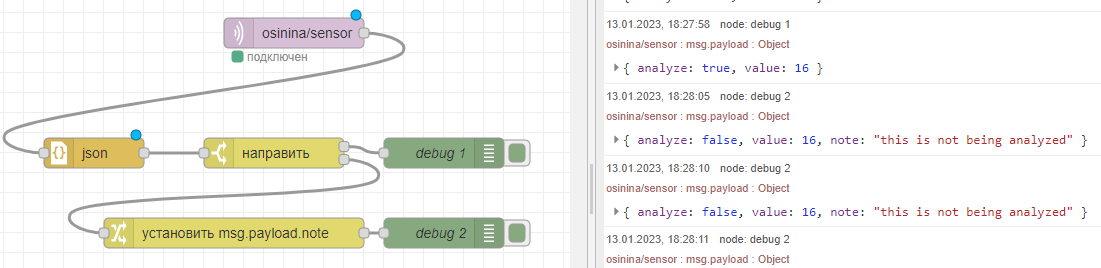 osinina/sensor
подключен
json
направить
debug 1
установить msg.payload.note
debug 2
13.01.2023, 18:27:58 node: debug 1
osinina/sensor : msg.payload : Object
{ analyze: true, value: 16 }
13.01.2023, 18:28:05 node: debug 2
osinina/sensor : msg.payload : Object
{ analyze: false, value: 16, note: "this is not being analyzed" }
13.01.2023, 18:28:10 node: debug 2
osinina/sensor : msg.payload : Object
{ analyze: false, value: 16, note: "this is not being analyzed" }
13.01.2023, 18:28:11 node: debug 2
osinina/sensor : msg.payload : Object